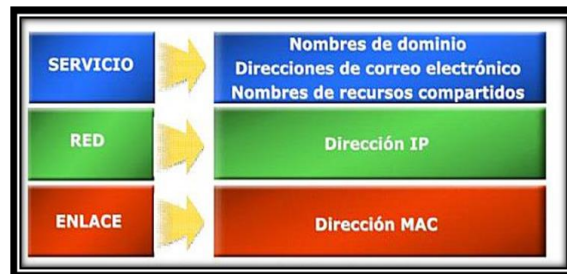 SERVICIO
Nombres de dominio
Direcciones de correo electrónico
Nombres de recursos compartidos
RED
Dirección IP
ENLACE
Dirección MAC